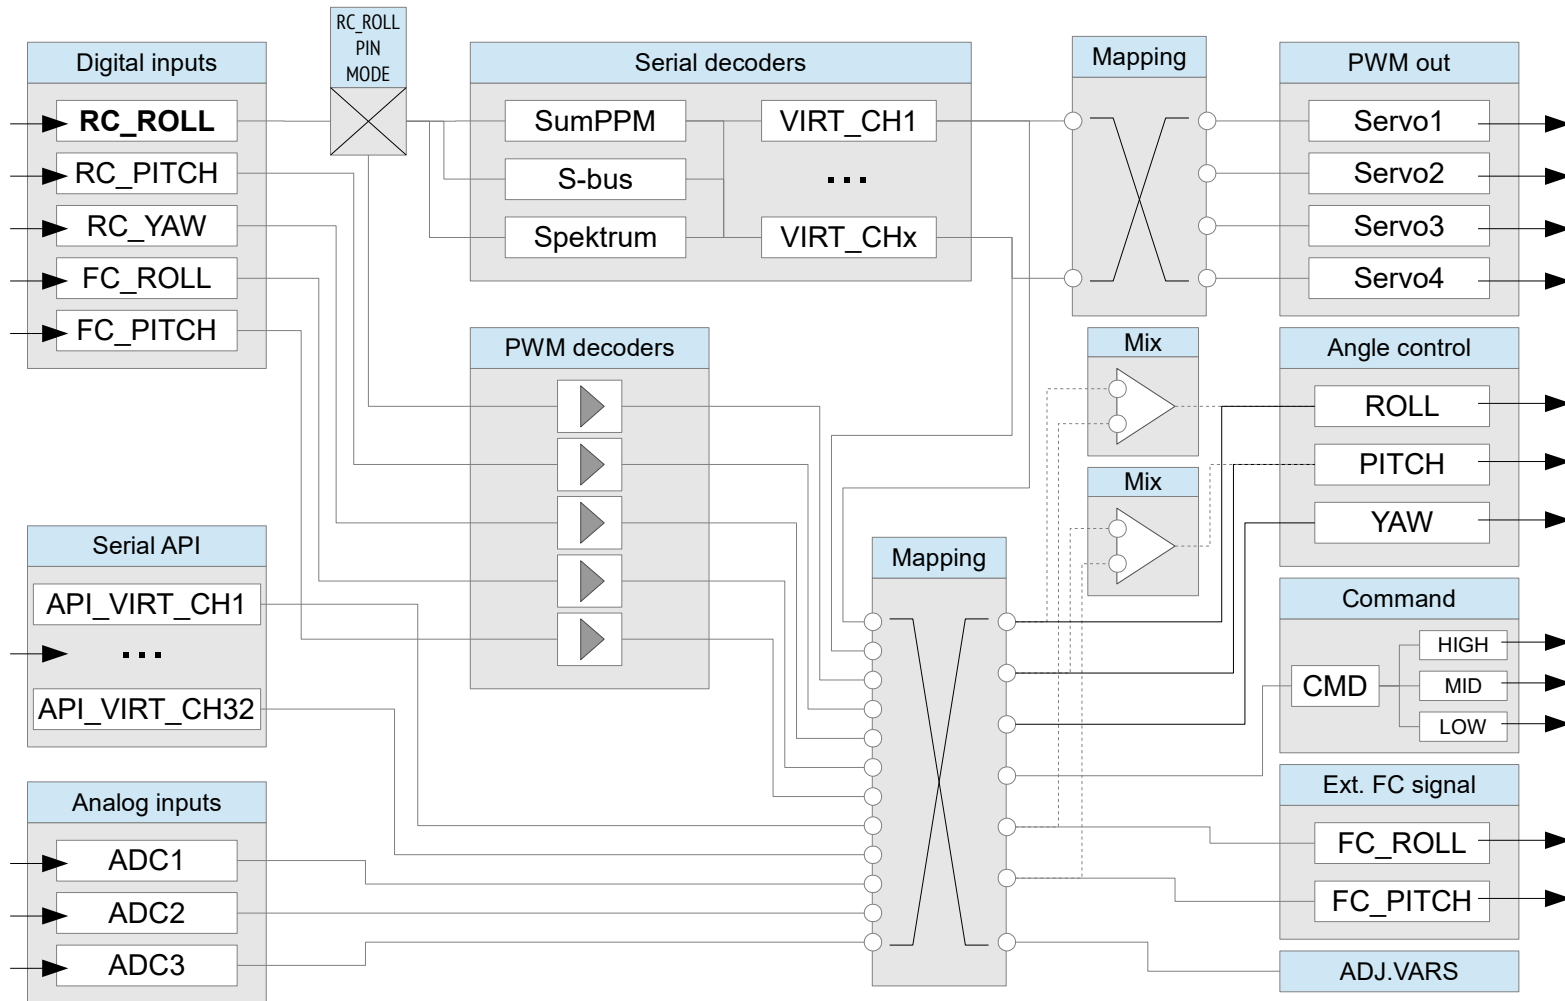 RC_ROLL
PIN
MODE
Digital inputs
RC_ROLL
RC_PITCH
RC_YAW
FC_ROLL
FC_PITCH
Serial decoders
SumPPM
S-bus
Spektrum
VIRT_CH1
...
VIRT_CHx
Mapping
PWM out
Servo1
Servo2
Servo3
Servo4
PWM decoders
Mix
Mix
Angle control
ROLL
PITCH
YAW
Serial API
API_VIRT_CH1
...
API_VIRT_CH32
Mapping
Command
CMD
HIGH
MID
LOW
Analog inputs
ADC1
ADC2
ADC3
Ext. FC signal
FC_ROLL
FC_PITCH
ADJ.VARS